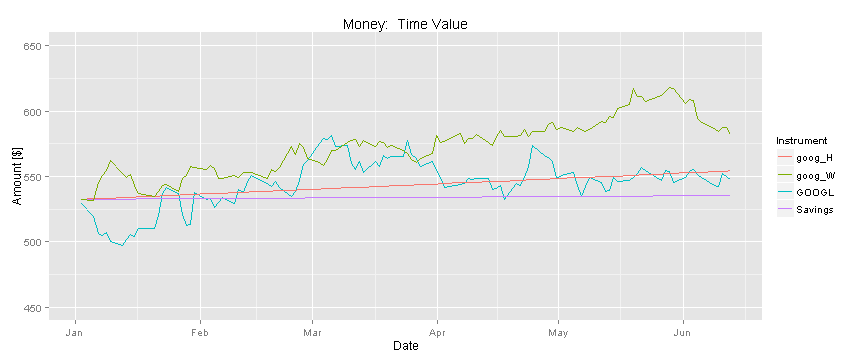 Money:  Time Value
650
600
550
500
450
Amount [$]
Jan Feb Mar Apr May Jun
Date
Instrument
goog_H
goog_W
GOOGL
Savings